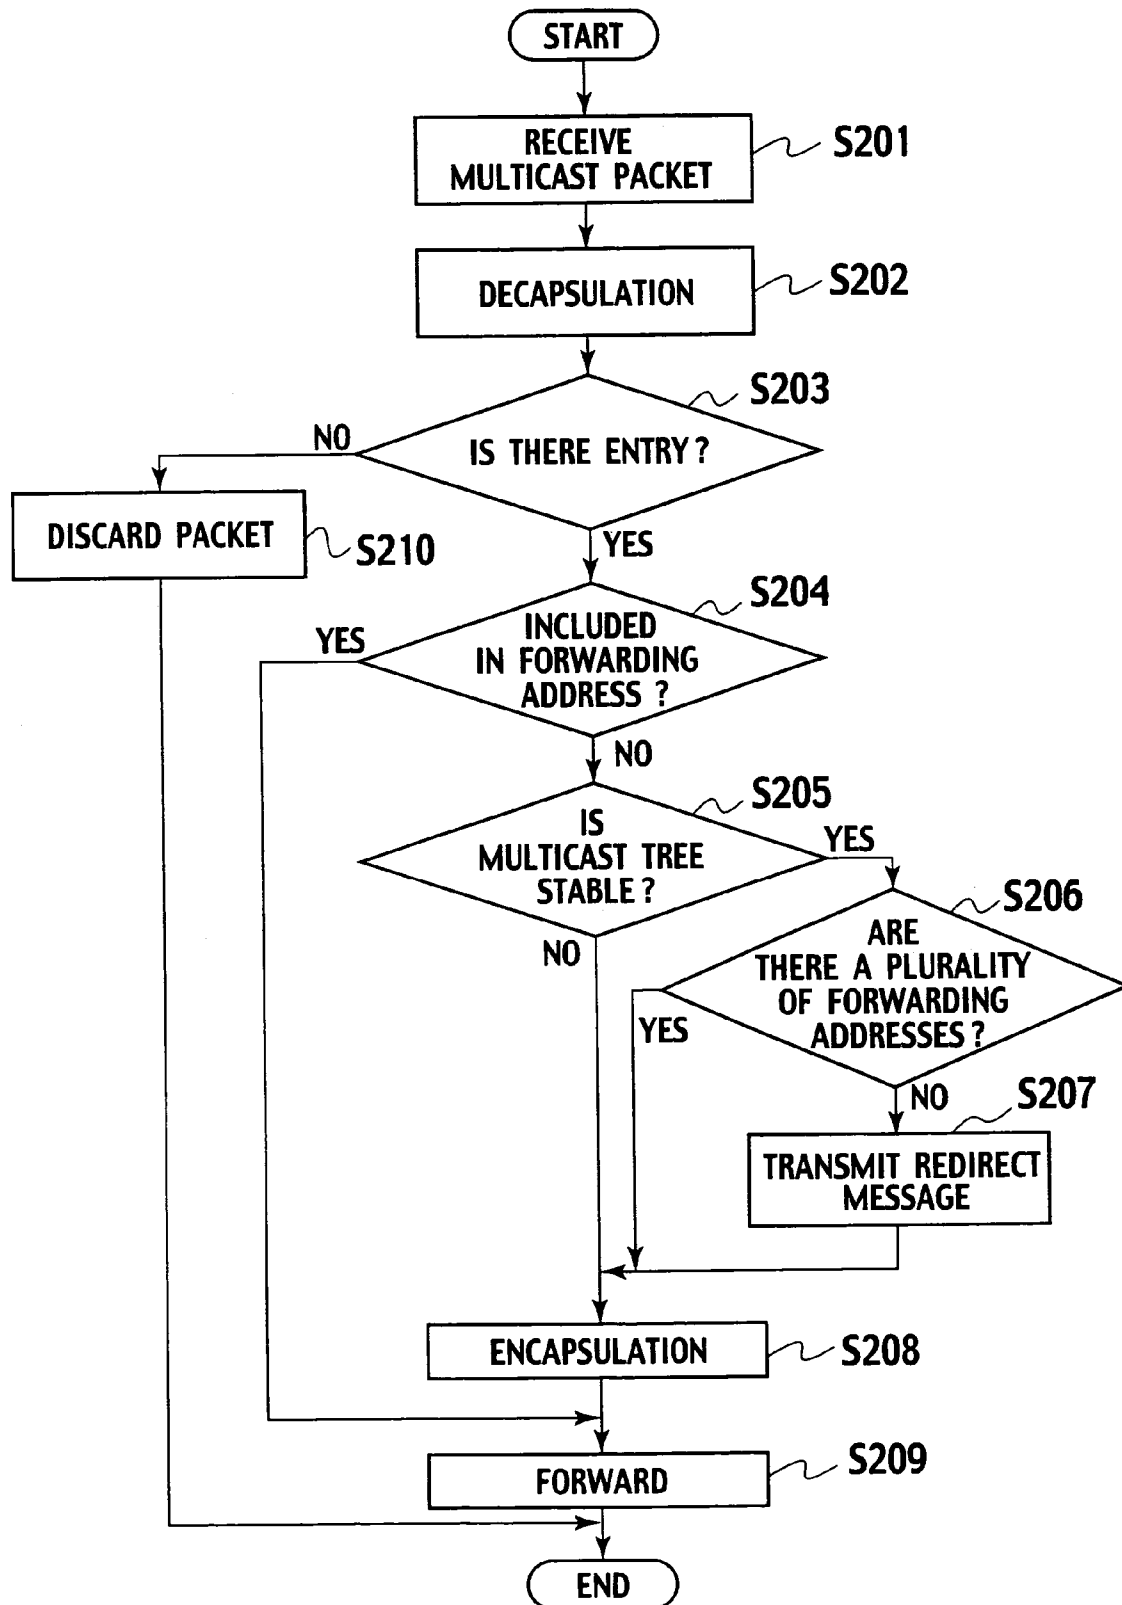 START
RECEIVE
MULTICAST PACKET
S201
DECAPSULATION
S202
S203
NO
IS THERE ENTRY?
DISCARD PACKET
S210
YES
S204
YES
INCLUDED
IN FORWARDING
ADDRESS ?
NO
S205
IS
MULTICAST TREE
STABLE?
YES
S206
NO
ARE
THERE A PLURALITY
OF FORWARDING
ADDRESSES?
YES
NO
S207
TRANSMIT REDIRECT
MESSAGE
ENCAPSULATION
S208
FORWARD
S209
END